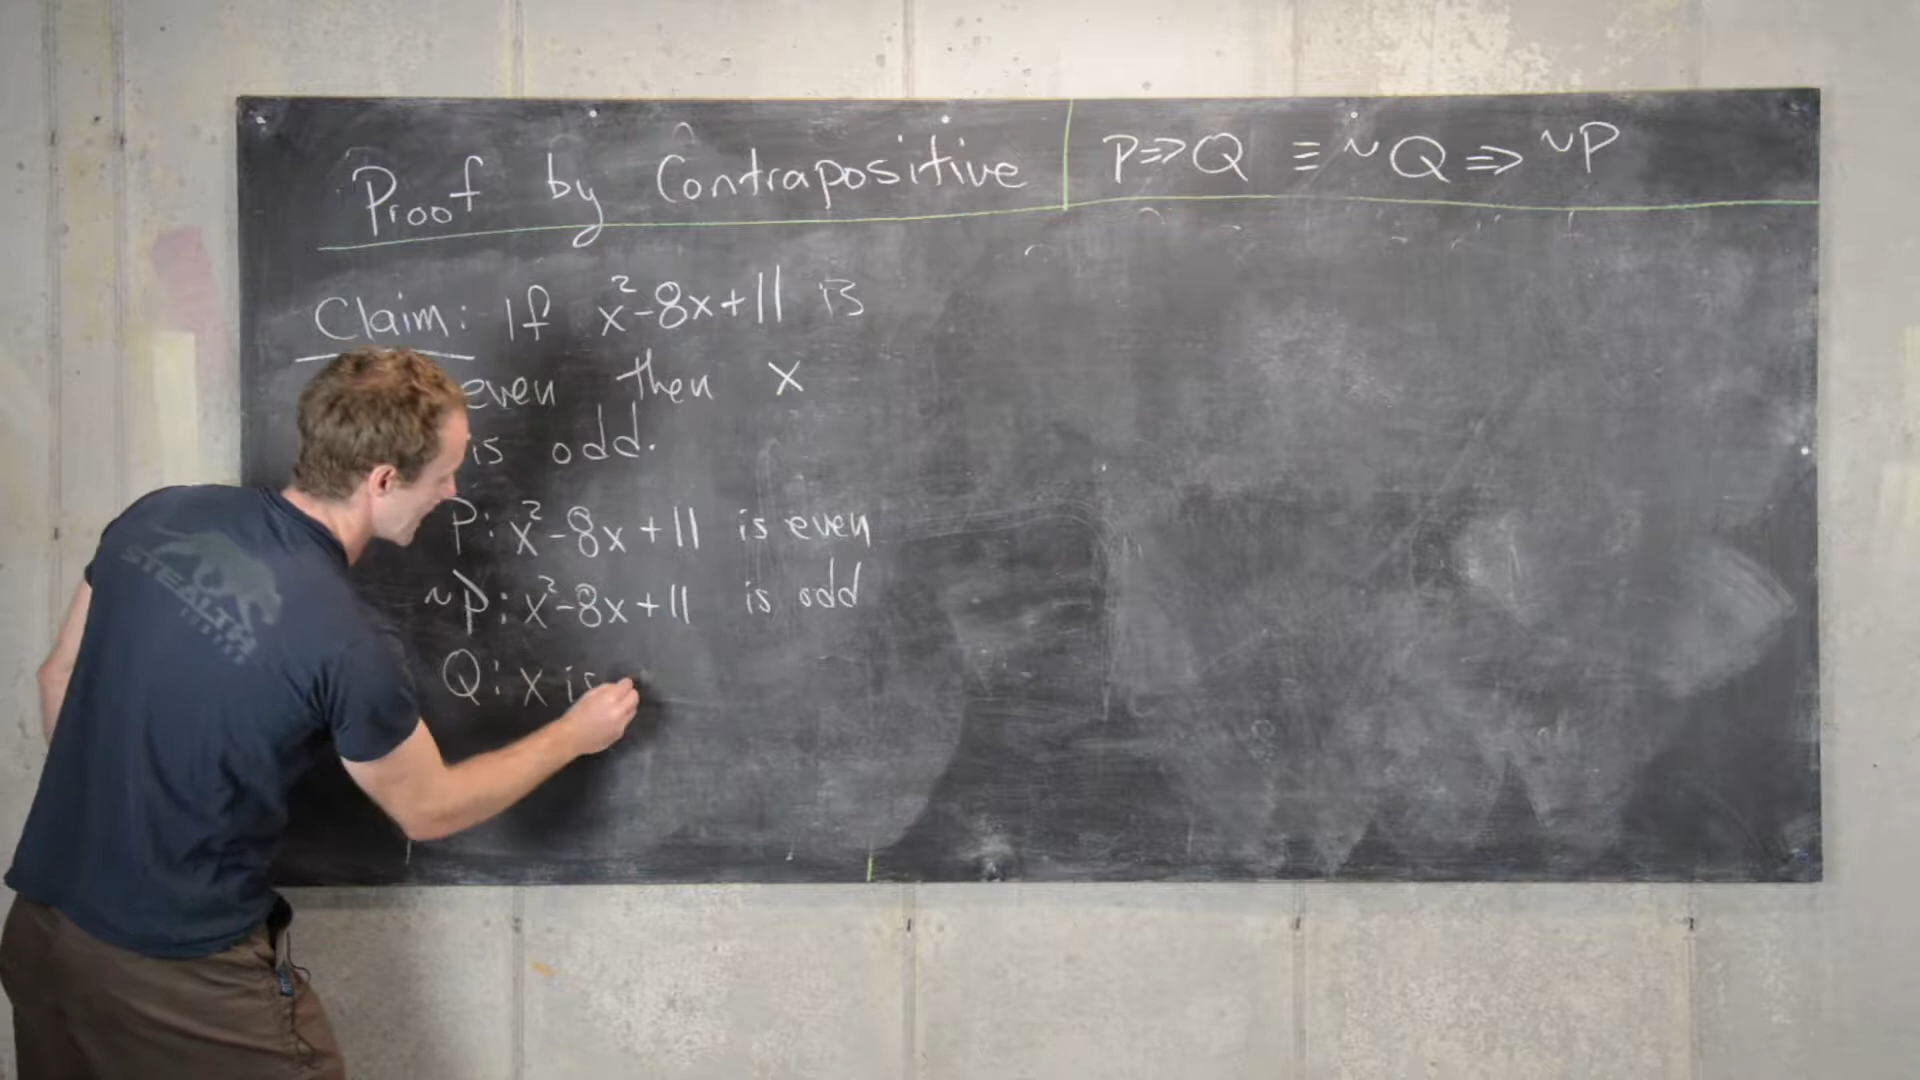 Proof by Contrapositive
P⇒Q ≡ ~Q ⇒ ~P
Claim: If x²-8x+11 is
even then x
is odd.
P: x²-8x+11 is even
~P: x²-8x+11 is odd
Q: x is
STEALTH